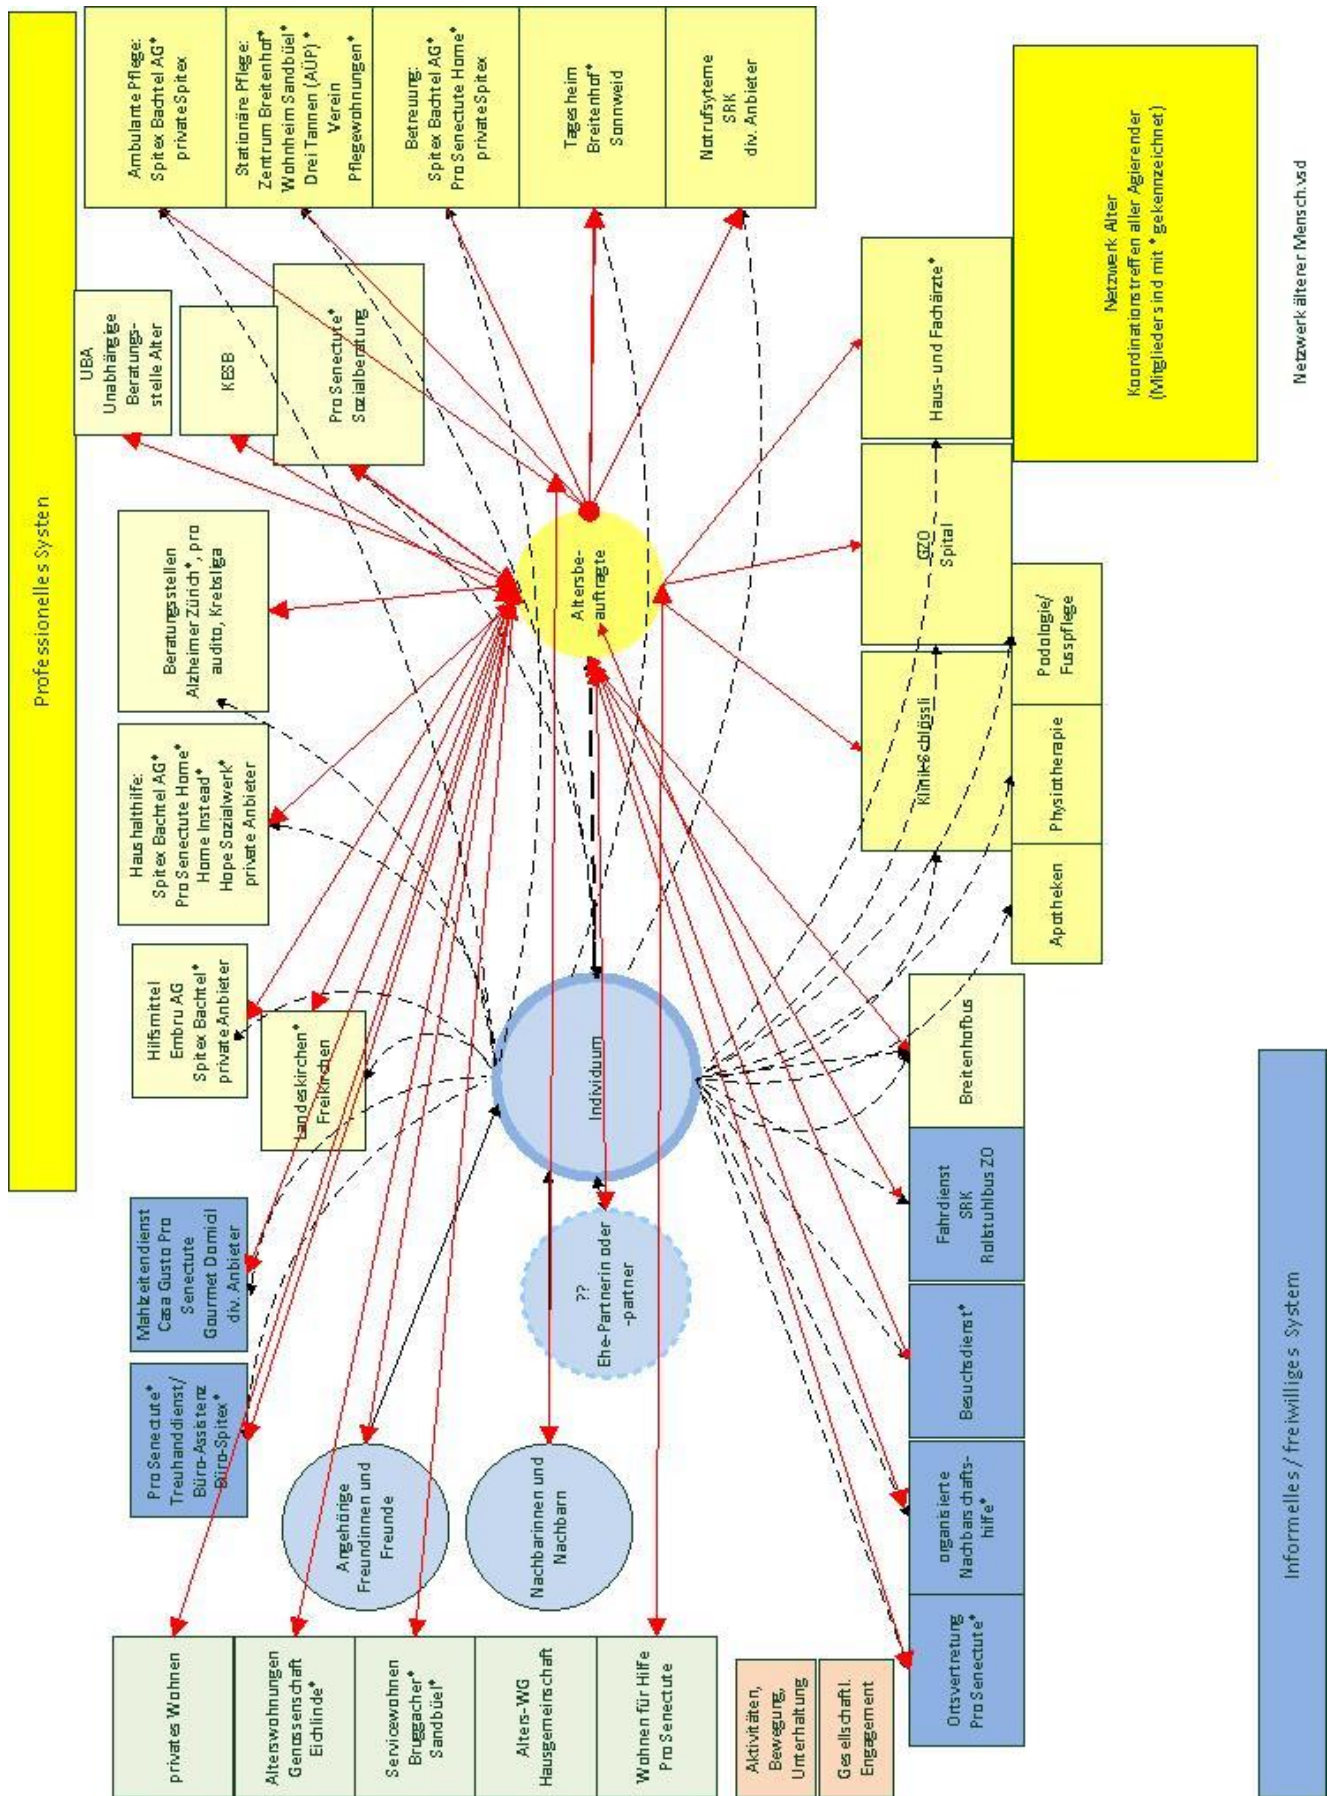 Professionelles System
Ambulante Pflege:
Spitex Bachtel AG*
private Spitex
Stationäre Pflege:
Zentrum Breitenhof*
Wohnheim Sandbüel*
Drei Tannen (AÜP) *
Verein
Pflegewohnungen*
Betreuung:
Spitex Bachtel AG*
Pro Senectute Home*
private Spitex
Tagesheim
Breitenhof*
Sonnweid
Notrufsyteme
SRK
div. Anbieter
UBA
Unabhängige
Beratungs-
stelle Alter
KESB
Pro Senectute*
Sozialberatung
Beratungsstellen
Alzheimer Zürich*, pro
audito, Krebsliga
Haushalthilfe:
Spitex Bachtel AG*
Pro Senectute Home*
Home Instead*
Hope Sozialwerk*
private Anbieter
Hilfsmittel
Embru AG
Spitex Bachtel*
private Anbieter
Landeskirchen*
Freikirchen
Mahlzeitendienst
Casa Gusto Pro
Senectute
Gourmet Domicil
div. Anbieter
Pro Senectute*
Treuhanddienst/
Büro-Assistenz
Büro-Spitex*
Altersbe-
auftragte
Individuum
??
Ehe-Partnerin oder
-partner
Angehörige
Freundinnen und
Freunde
Nachbarinnen und
Nachbarn
privates Wohnen
Alterswohnungen
Genossenschaft
Eichlinde*
Servicewohnen
Bruggacher*
Sandbüel*
Alters-WG
Hausgemeinschaft
Wohnen für Hilfe
Pro Senectute
Aktivitäten,
Bewegung,
Unterhaltung
Gesellschaftl.
Engagement
Ortsvertretung
Pro Senectute*
organisierte
Nachbarschafts-
hilfe*
Besuchsdienst*
Fahrdienst
SRK
Rollstuhlbus ZO
Breitenhofbus
Klinik Schlössli
GZO
Spital
Haus- und Fachärzte*
Apotheken
Physiotherapie
Podologie/
Fusspflege
Netzwerk Alter
Koordinationstreffen aller Agierender
(Mitglieder sind mit * gekennzeichnet)
Netzwerk älterer Mensch.vsd
Informelles / freiwilliges System